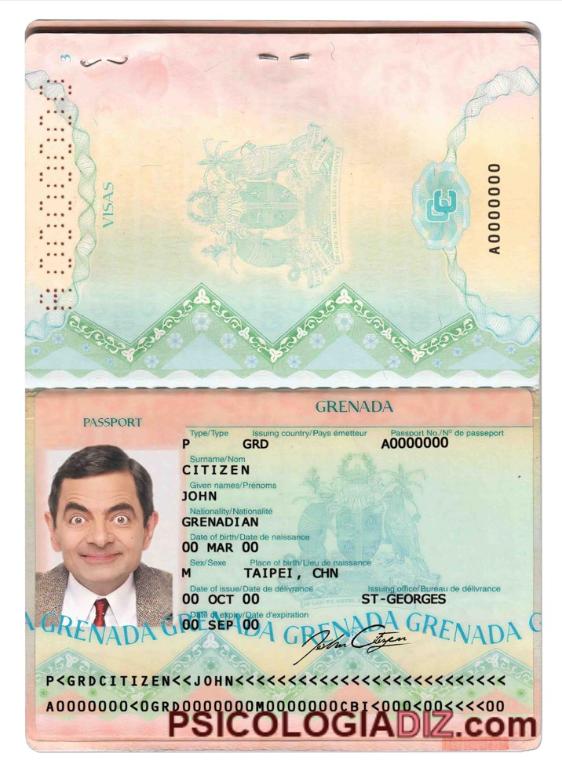 3
VISAS
A0000000
GRENADA
PASSPORT
Type/Type Issuing country/Pays émetteur Passport No./Nº de passeport
P GRD A0000000
Surname/Nom
CITIZEN
Given names/Prénoms
JOHN
Nationality/Nationalité
GRENADIAN
Date of birth/Date de naissance
00 MAR 00
Sex/Sexe Place of birth/Lieu de naissance
M TAIPEI, CHN
Date of issue/Date de délivrance Issuing office/Bureau de délivrance
00 OCT 00 ST-GEORGES
Date of expiry/Date d'expiration
00 SEP 00
GRENADA GRENADA GRENADA GRENADA
John Citizen
P<GRDCITIZEN<<JOHN<<<<<<<<<<<<<<<<<<<<<<<<<<
A0000000<0GRD0000000M0000000CBI<000<00<<<<00
PSICOLOGIADIZ.com